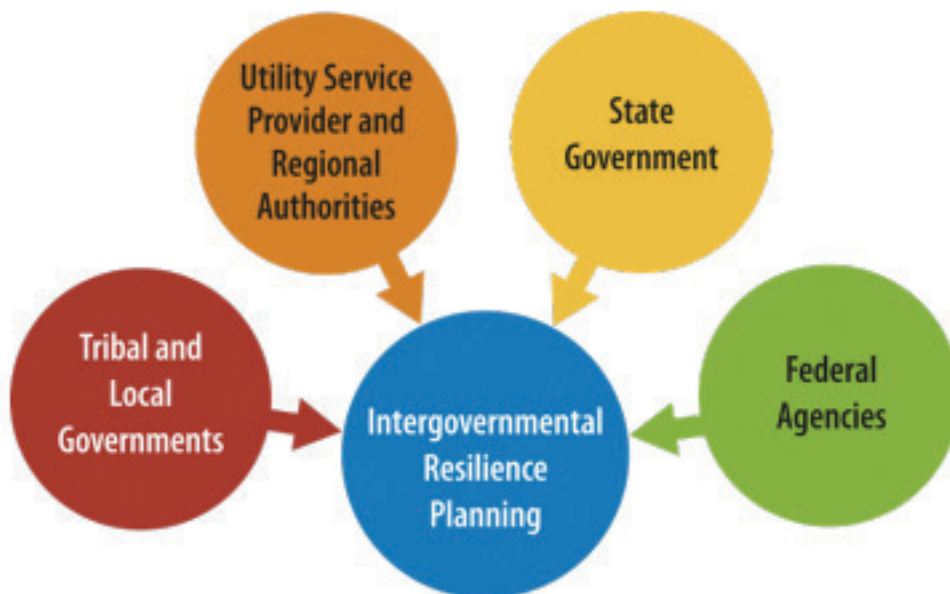 Utility Service
Provider and
Regional
Authorities
State
Government
Tribal and
Local
Governments
Intergovernmental
Resilience
Planning
Federal
Agencies